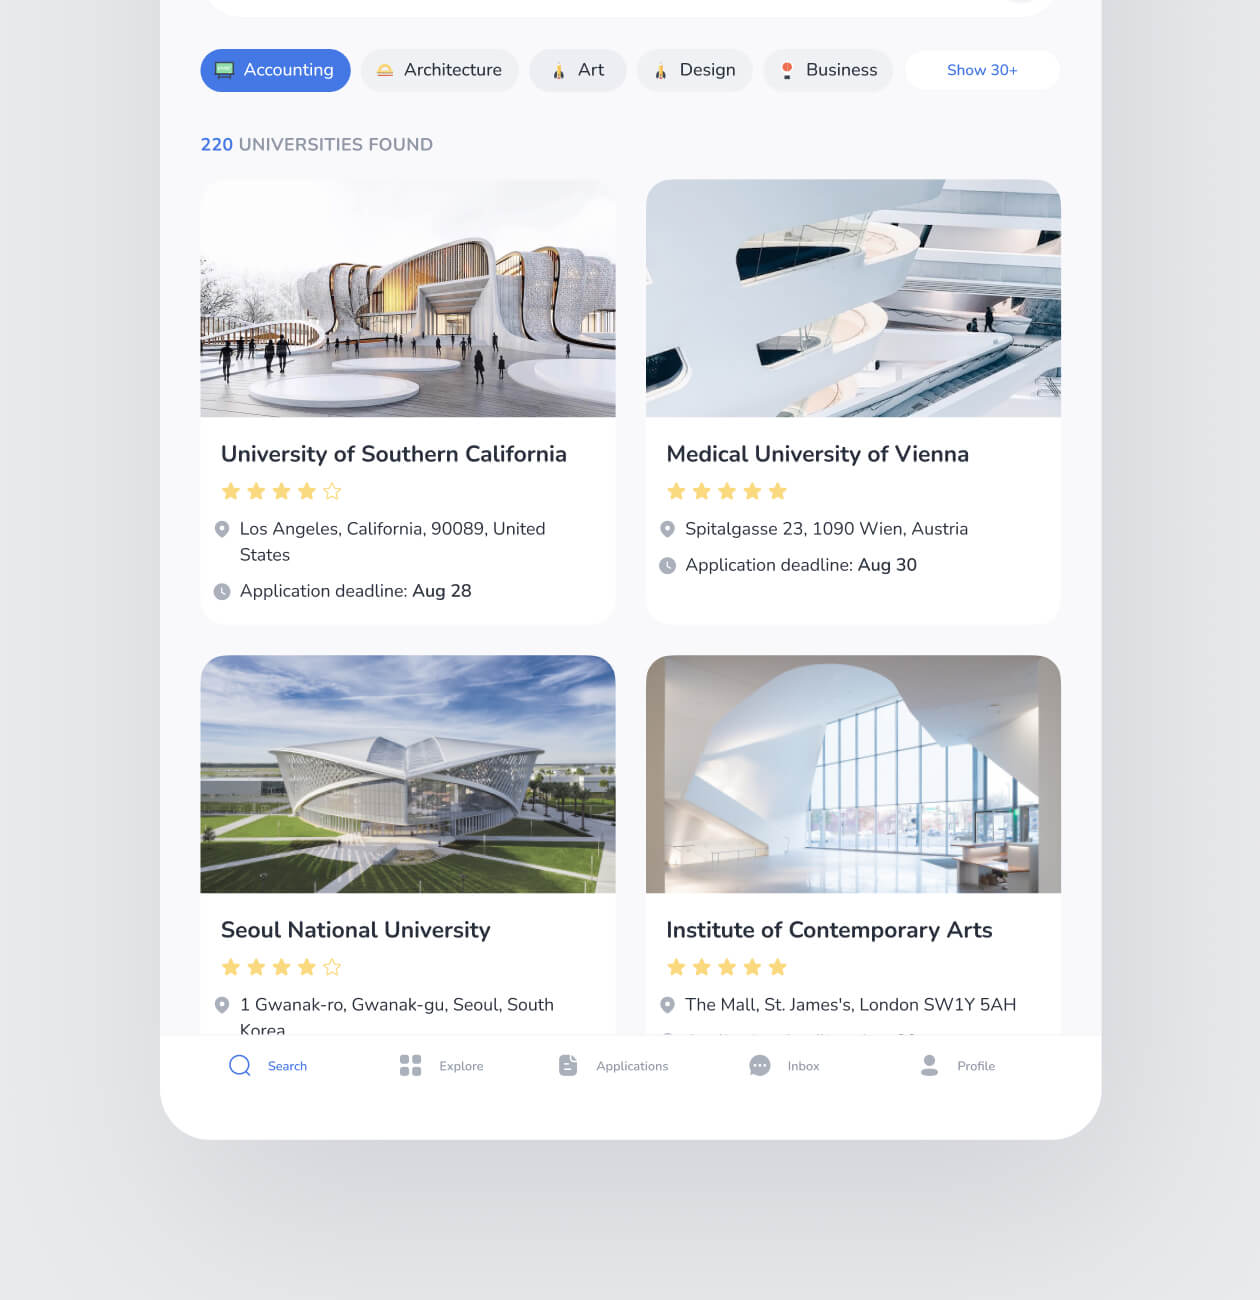 Accounting
Architecture
Art
Design
Business
Show 30+
220 UNIVERSITIES FOUND
University of Southern California
Los Angeles, California, 90089, United
States
Application deadline: Aug 28
Medical University of Vienna
Spitalgasse 23, 1090 Wien, Austria
Application deadline: Aug 30
Seoul National University
1 Gwanak-ro, Gwanak-gu, Seoul, South
Korea
Institute of Contemporary Arts
The Mall, St. James's, London SW1Y 5AH
Search
Explore
Applications
Inbox
Profile